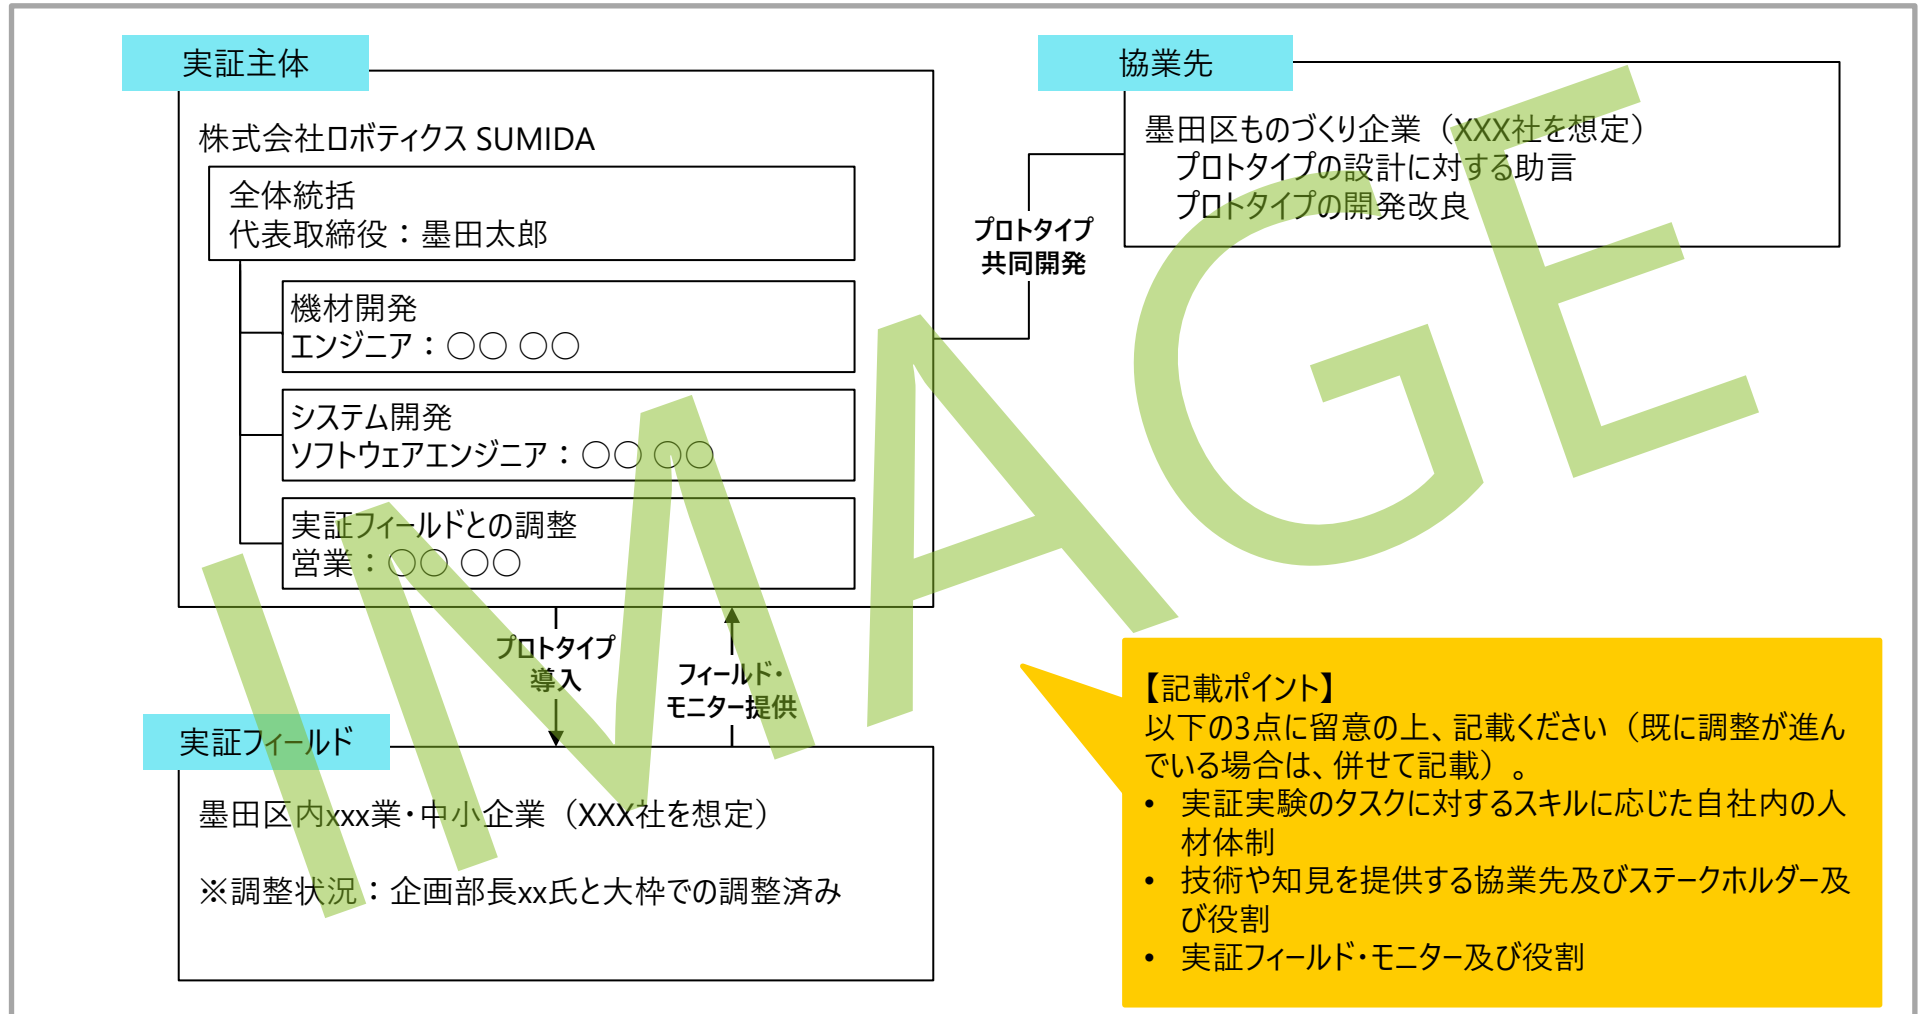 実証主体
株式会社ロボティクス SUMIDA
全体統括
代表取締役：墨田太郎
機材開発
エンジニア：○○ ○○
システム開発
ソフトウェアエンジニア：○○ ○○
実証フィールドとの調整
営業：○○ ○○
協業先
墨田区ものづくり企業（XXX社を想定）
プロトタイプの設計に対する助言
プロトタイプの開発改良
プロトタイプ
共同開発
プロトタイプ
導入
フィールド・
モニター提供
実証フィールド
墨田区内xxx業・中小企業（XXX社を想定）
※調整状況：企画部長xx氏と大枠での調整済み
【記載ポイント】
以下の3点に留意の上、記載ください（既に調整が進ん
でいる場合は、併せて記載）。
• 実証実験のタスクに対するスキルに応じた自社内の人
材体制
• 技術や知見を提供する協業先及びステークホルダー及
び役割
• 実証フィールド・モニター及び役割
IMAGE